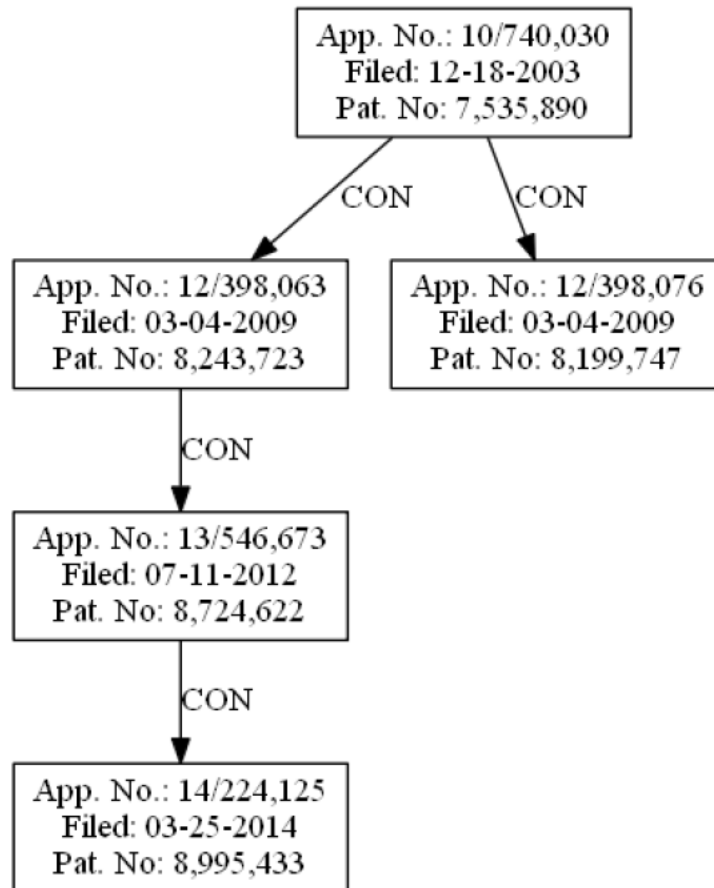 App. No.: 10/740,030
Filed: 12-18-2003
Pat. No: 7,535,890
CON
CON
App. No.: 12/398,063
Filed: 03-04-2009
Pat. No: 8,243,723
App. No.: 12/398,076
Filed: 03-04-2009
Pat. No: 8,199,747
CON
App. No.: 13/546,673
Filed: 07-11-2012
Pat. No: 8,724,622
CON
App. No.: 14/224,125
Filed: 03-25-2014
Pat. No: 8,995,433